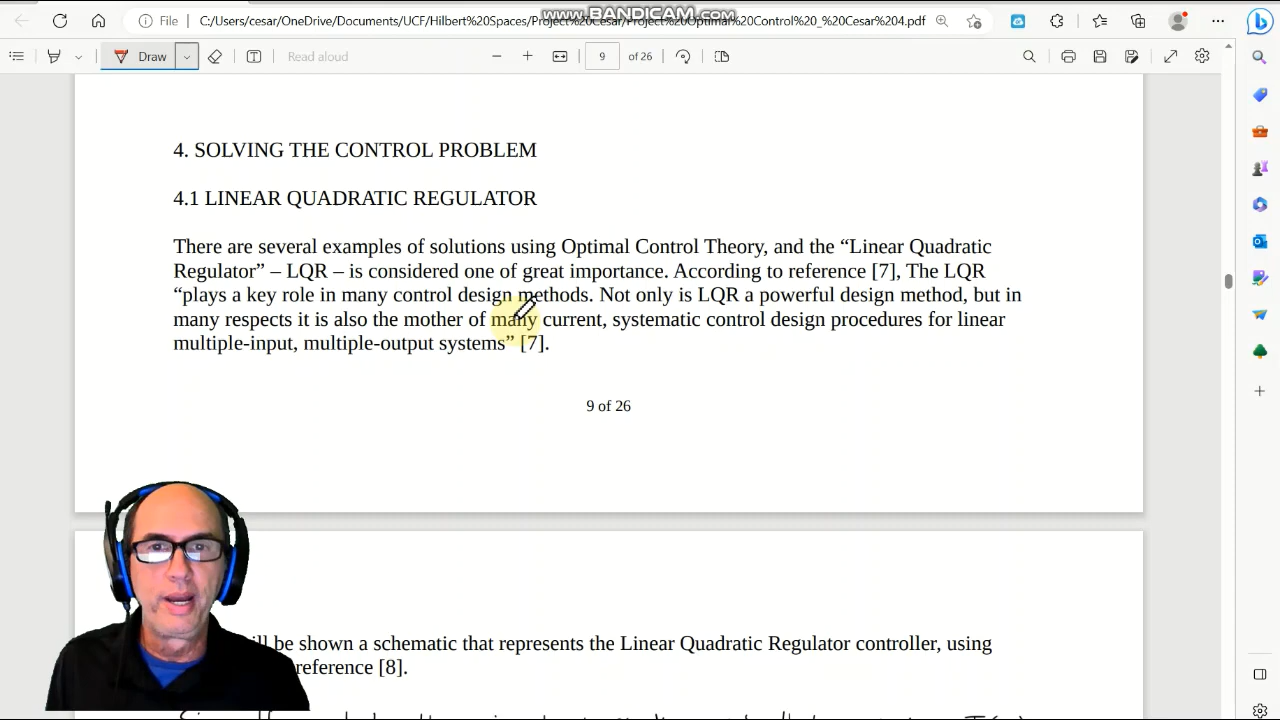 www.BANDICAM.com
File
C:/Users/cesar/OneDrive/Documents/UCF/Hilbert%20Spaces/Project%20Cesar/Project%20Optimal%20Control%20_%20Cesar%204.pdf
Draw
Read aloud
9
of 26
4. SOLVING THE CONTROL PROBLEM
4.1 LINEAR QUADRATIC REGULATOR
There are several examples of solutions using Optimal Control Theory, and the “Linear Quadratic
Regulator” – LQR – is considered one of great importance. According to reference [7], The LQR
“plays a key role in many control design methods. Not only is LQR a powerful design method, but in
many respects it is also the mother of many current, systematic control design procedures for linear
multiple-input, multiple-output systems” [7].
9 of 26
be shown a schematic that represents the Linear Quadratic Regulator controller, using
reference [8].